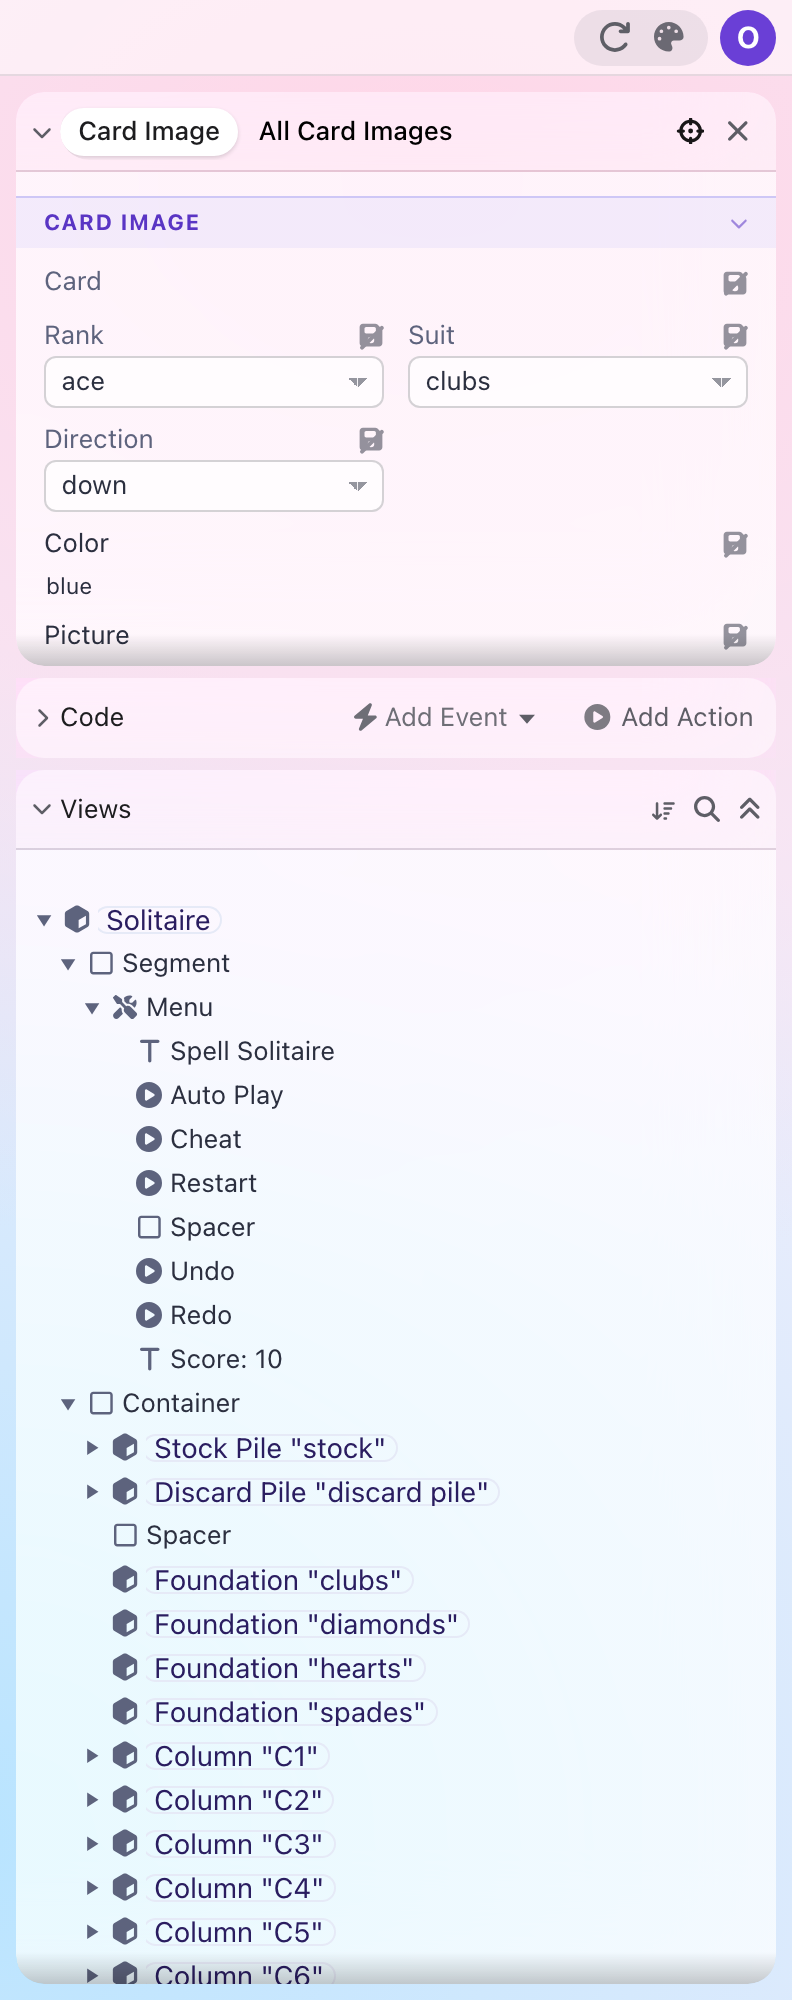 O
Card Image All Card Images
CARD IMAGE
Card
Rank Suit
ace clubs
Direction
down
Color
blue
Picture
Code Add Event Add Action
Views
Solitaire
Segment
Menu
Spell Solitaire
Auto Play
Cheat
Restart
Spacer
Undo
Redo
Score: 10
Container
Stock Pile "stock"
Discard Pile "discard pile"
Spacer
Foundation "clubs"
Foundation "diamonds"
Foundation "hearts"
Foundation "spades"
Column "C1"
Column "C2"
Column "C3"
Column "C4"
Column "C5"
Column "C6"